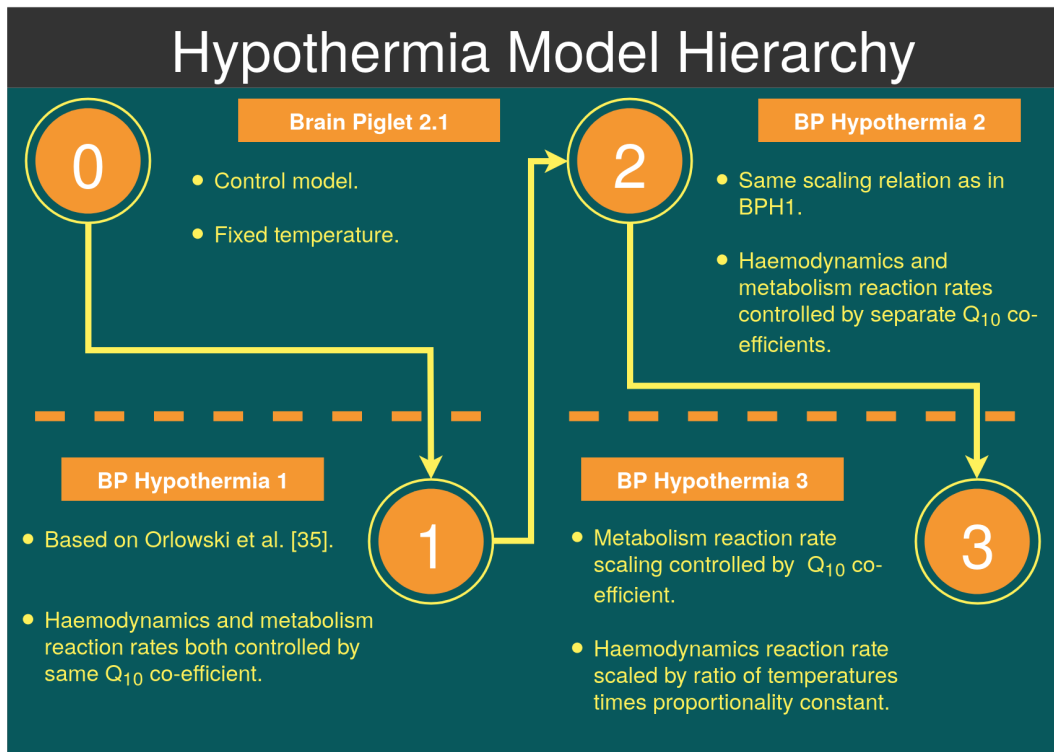 Hypothermia Model Hierarchy
0
Brain Piglet 2.1
• Control model.
• Fixed temperature.
BP Hypothermia 1
1
• Based on Orlowski et al. [35].
• Haemodynamics and metabolism
reaction rates both controlled by
same Q10 co-efficient.
2
BP Hypothermia 2
• Same scaling relation as in
BPH1.
• Haemodynamics and
metabolism reaction rates
controlled by separate Q10 co-
efficients.
BP Hypothermia 3
3
• Metabolism reaction rate
scaling controlled by Q10 co-
efficient.
• Haemodynamics reaction rate
scaled by ratio of temperatures
times proportionality constant.